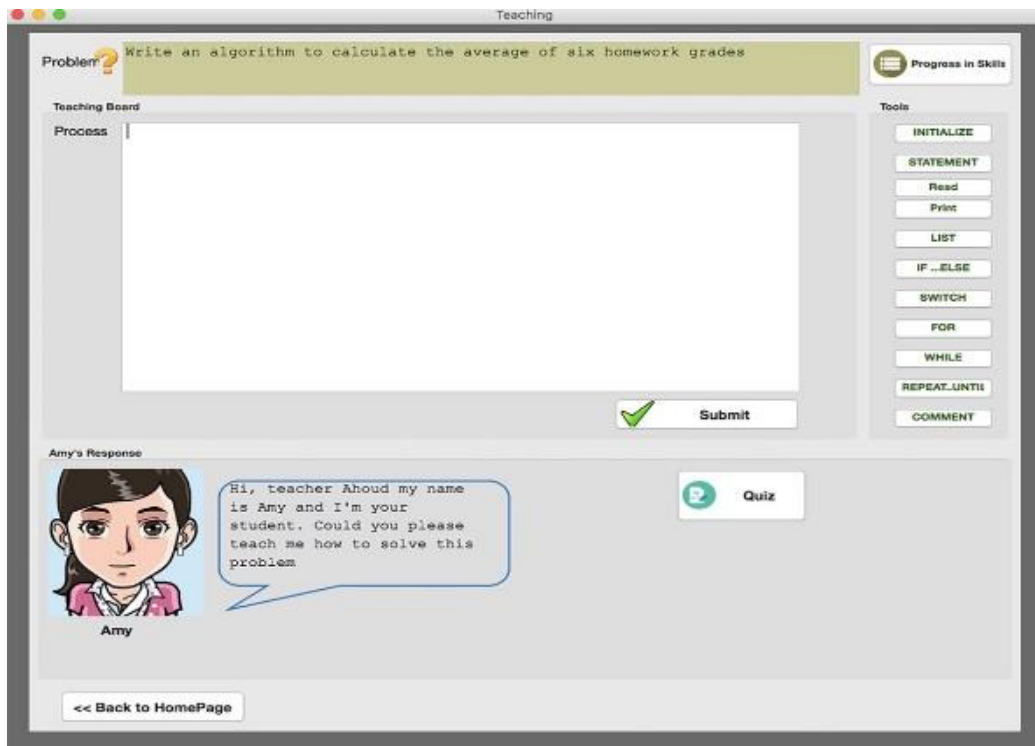 Teaching
Problem
Write an algorithm to calculate the average of six homework grades
Progress in Skills
Teaching Board
Process
Submit
Tools
INITIALIZE
STATEMENT
Read
Print
LIST
IF ...ELSE
SWITCH
FOR
WHILE
REPEAT..UNTIL
COMMENT
Amy's Response
Hi, teacher Ahoud my name
is Amy and I'm your
student. Could you please
teach me how to solve this
problem
Amy
Quiz
<< Back to HomePage